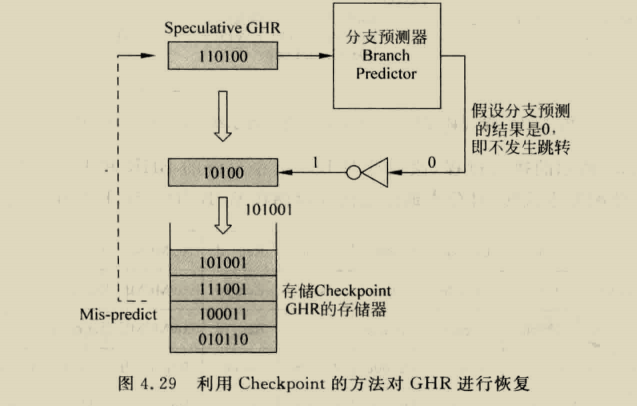 Speculative GHR
110100
分支预测器
Branch
Predictor
假设分支预测
的结果是0,
即不发生跳转
10100
1
0
101001
101001
111001
100011
010110
存储Checkpoint
GHR的存储器
Mis-predict
图 4.29 利用 Checkpoint 的方法对 GHR 进行恢复